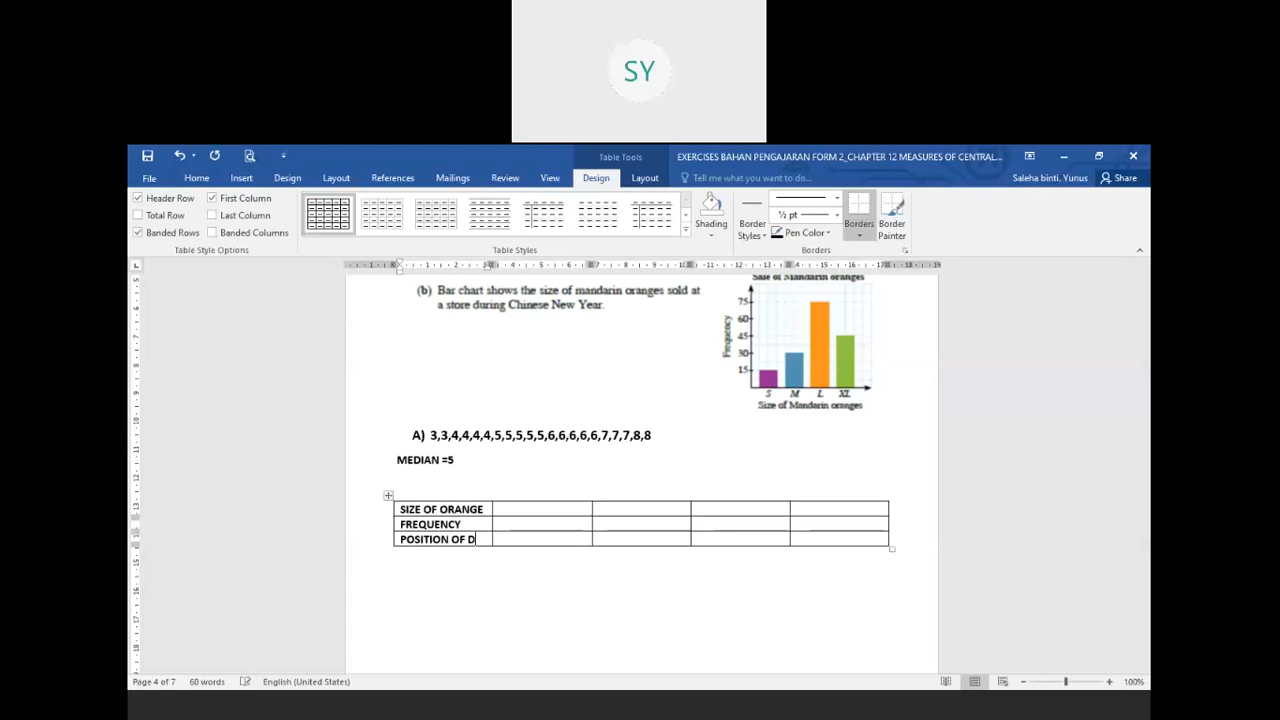 SY
Table Tools
EXERCISES BAHAN PENGAJARAN FORM 2_CHAPTER 12 MEASURES OF CENTRAL...
File Home Insert Design Layout References Mailings Review View Design Layout Tell me what you want to do... Saleha binti. Yunus Share
Header Row First Column
Total Row Last Column
Banded Rows Banded Columns
Table Style Options
Table Styles
Shading
Border Styles
½ pt
Pen Color
Borders
Border Painter
Borders
Sale of Mandarin oranges
(b) Bar chart shows the size of mandarin oranges sold at
a store during Chinese New Year.
Frequency
75
60
45
30
15
S M L XL
Size of Mandarin oranges
A) 3,3,4,4,4,4,5,5,5,5,5,6,6,6,6,6,7,7,7,8,8
MEDIAN =5
SIZE OF ORANGE
FREQUENCY
POSITION OF D
Page 4 of 7 60 words English (United States) 100%